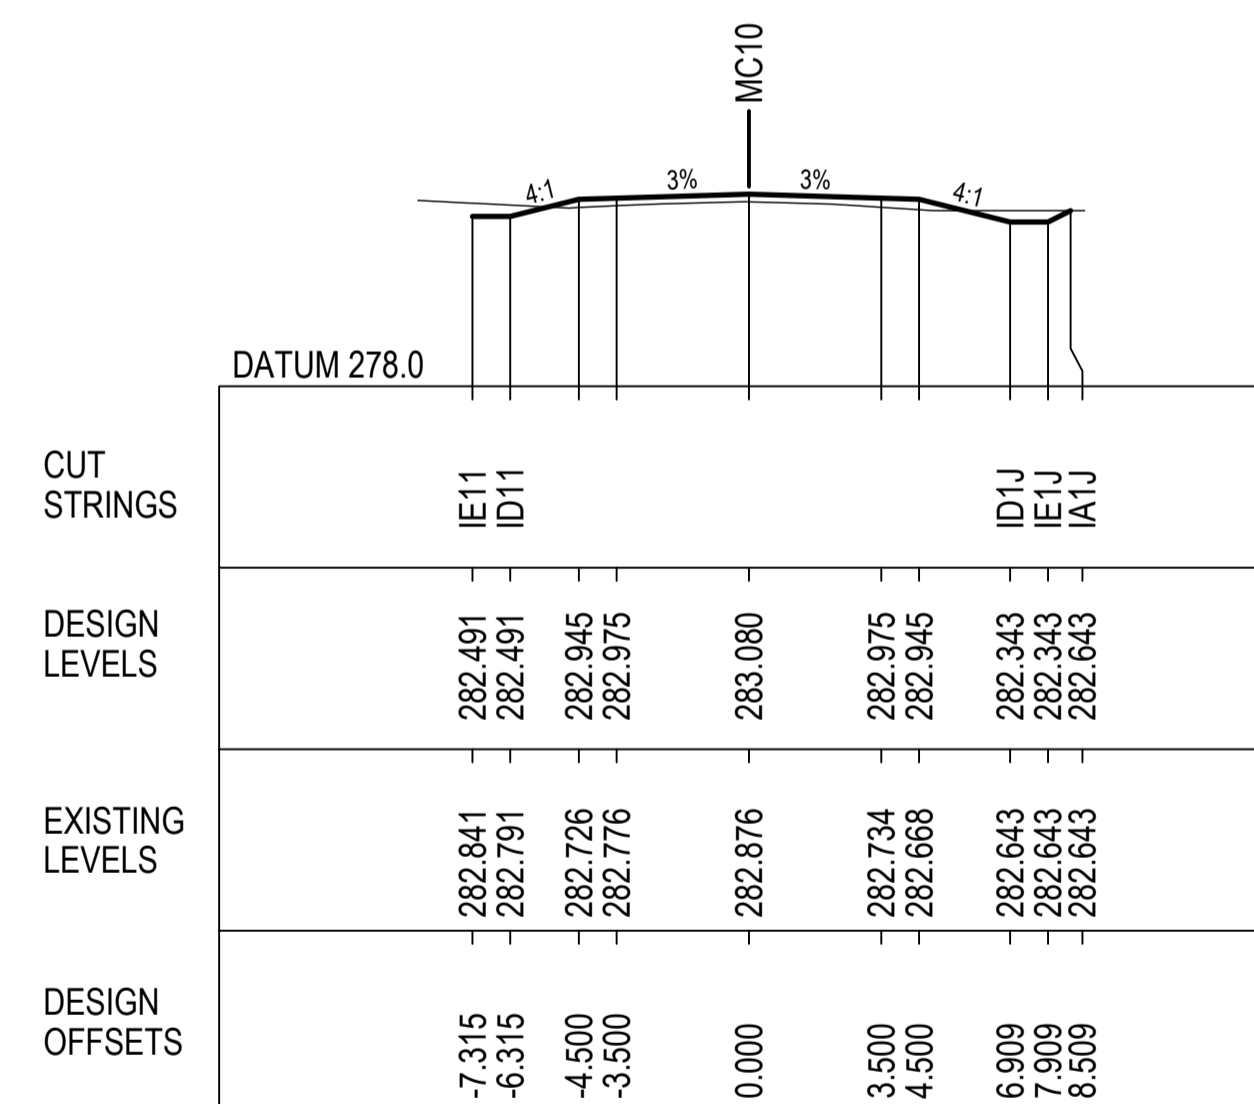 MC10
4:1
3%
3%
4:1
DATUM 278.0
CUT
STRINGS
IE11
ID11
ID1J
IE1J
IA1J
DESIGN
LEVELS
282.491
282.491
282.945
282.975
283.080
282.975
282.945
282.343
282.343
282.643
EXISTING
LEVELS
282.841
282.791
282.726
282.776
282.876
282.734
282.668
282.643
282.643
282.643
DESIGN
OFFSETS
-7.315
-6.315
-4.500
-3.500
0.000
3.500
4.500
6.909
7.909
8.509